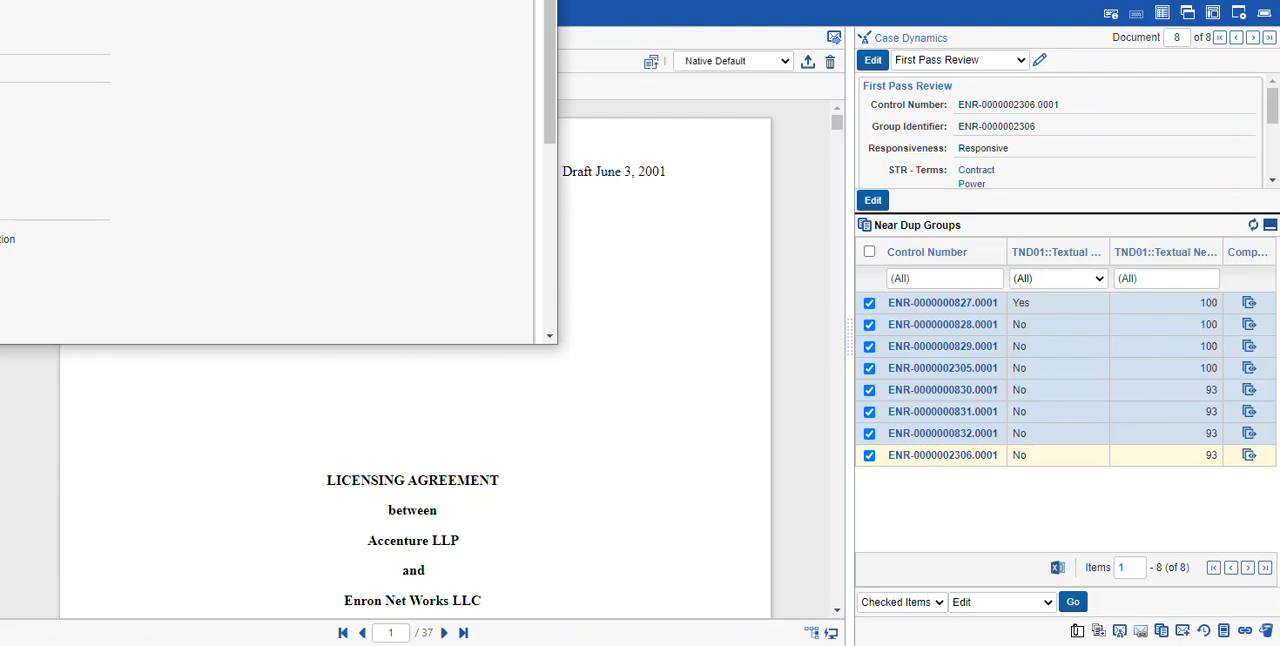 Case Dynamics
Document 8 of 8
Native Default
Edit First Pass Review
First Pass Review
Control Number: ENR-0000002306.0001
Group Identifier: ENR-0000002306
Responsiveness: Responsive
STR - Terms: Contract
Power
Edit
tion
Draft June 3, 2001
LICENSING AGREEMENT
between
Accenture LLP
and
Enron Net Works LLC
1 / 37
Near Dup Groups
Control Number TND01::Textual ... TND01::Textual Ne... Comp...
(All) (All) (All)
ENR-0000000827.0001 Yes 100
ENR-0000000828.0001 No 100
ENR-0000000829.0001 No 100
ENR-0000002305.0001 No 100
ENR-0000000830.0001 No 93
ENR-0000000831.0001 No 93
ENR-0000000832.0001 No 93
ENR-0000002306.0001 No 93
Items 1 - 8 (of 8)
Checked Items Edit Go